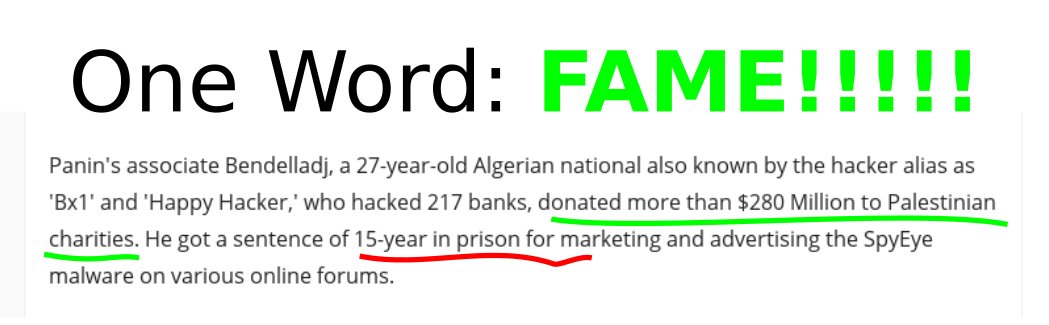 One Word: FAME!!!!!
Panin's associate Bendelladj, a 27-year-old Algerian national also known by the hacker alias as
'Bx1' and 'Happy Hacker,' who hacked 217 banks, donated more than $280 Million to Palestinian
charities. He got a sentence of 15-year in prison for marketing and advertising the SpyEye
malware on various online forums.